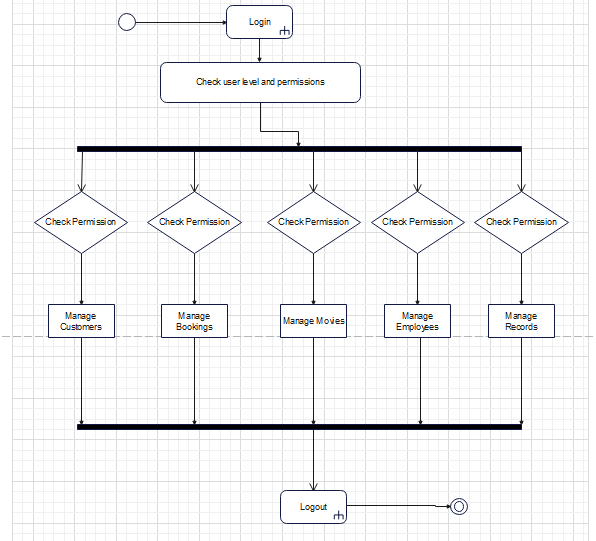 Login
Check user level and permissions
Check Permission
Check Permission
Check Permission
Check Permission
Check Permission
Manage
Customers
Manage
Bookings
Manage Movies
Manage
Employees
Manage
Records
Logout